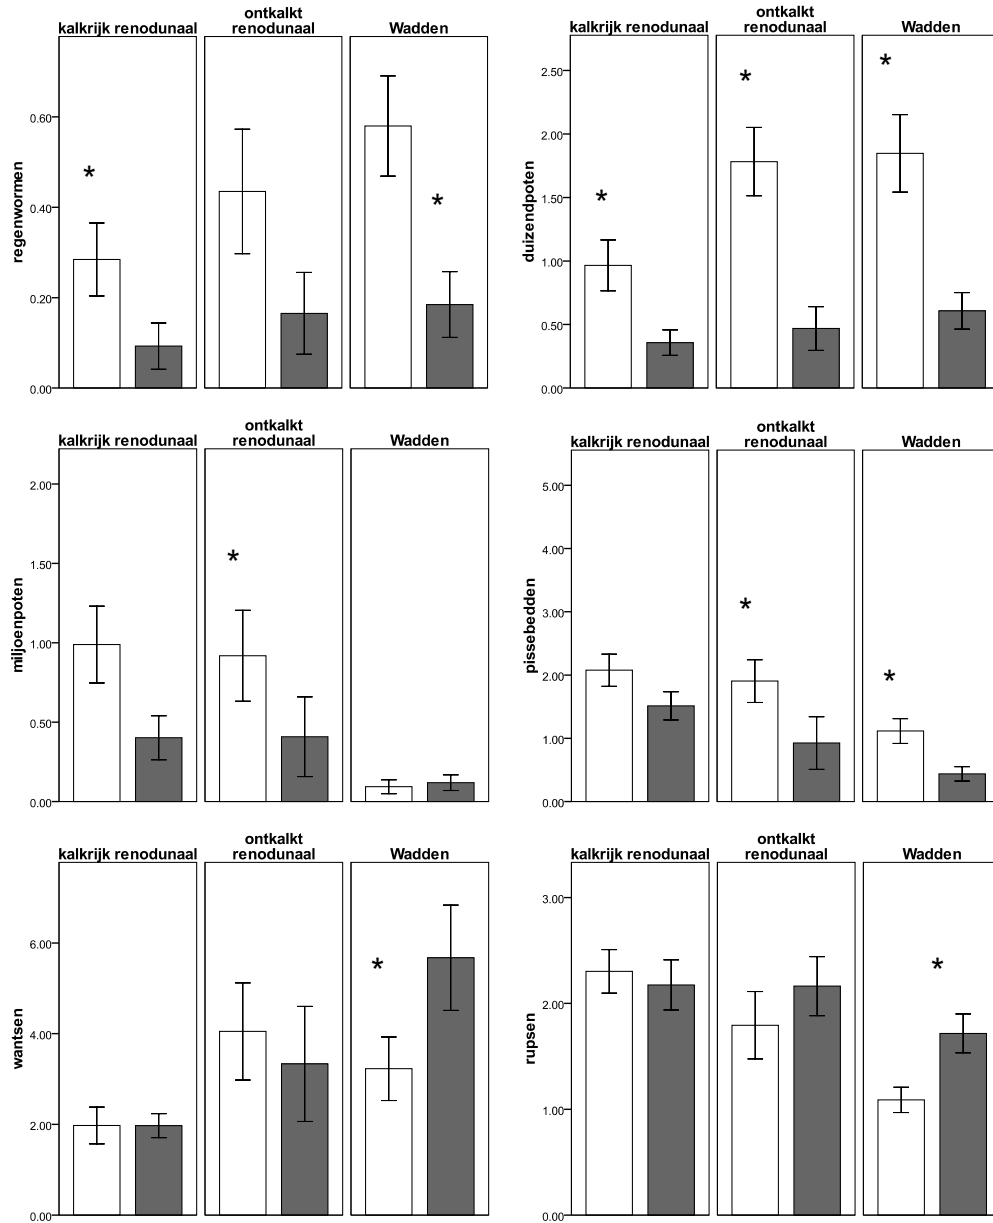 kalkrijk renodunaal
ontkalkt
renodunaal
Wadden
regenwormen
0.60
0.40
0.20
0.00
*
*
kalkrijk renodunaal
ontkalkt
renodunaal
Wadden
duizendpoten
2.50
2.00
1.50
1.00
0.50
0.00
*
*
*
kalkrijk renodunaal
ontkalkt
renodunaal
Wadden
miljoenpoten
2.00
1.50
1.00
0.50
0.00
*
kalkrijk renodunaal
ontkalkt
renodunaal
Wadden
pissebedden
5.00
4.00
3.00
2.00
1.00
0.00
*
*
kalkrijk renodunaal
ontkalkt
renodunaal
Wadden
wantsen
6.00
4.00
2.00
0.00
*
kalkrijk renodunaal
ontkalkt
renodunaal
Wadden
rupsen
3.00
2.00
1.00
0.00
*